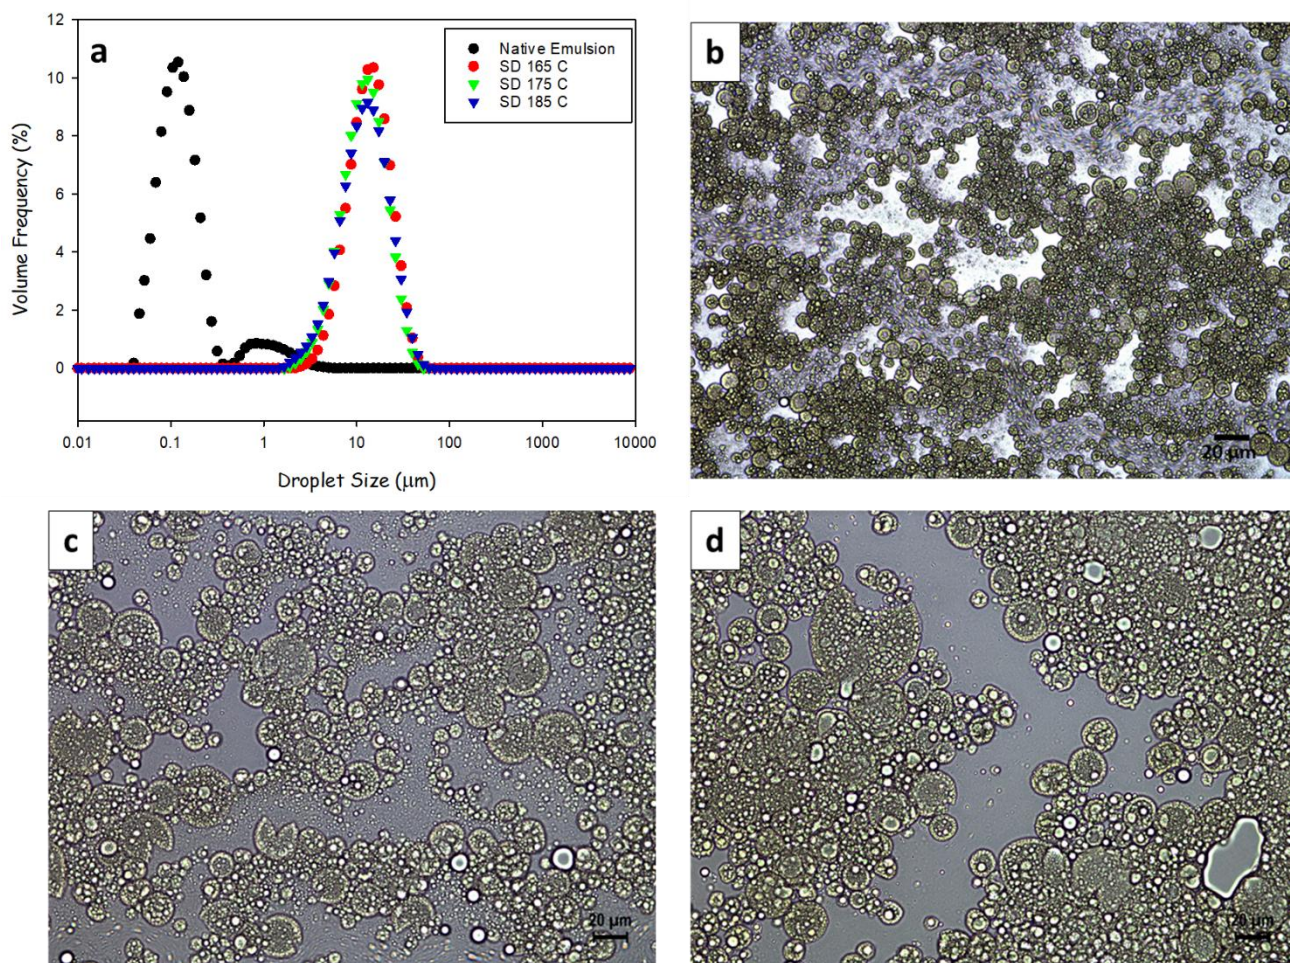 a
Native Emulsion
SD 165 C
SD 175 C
SD 185 C
Volume Frequency (%)
12
10
8
6
4
2
0
0.01 0.1 1 10 100 1000 10000
Droplet Size (μm)
b
20 μm
c
20 μm
d
20 μm